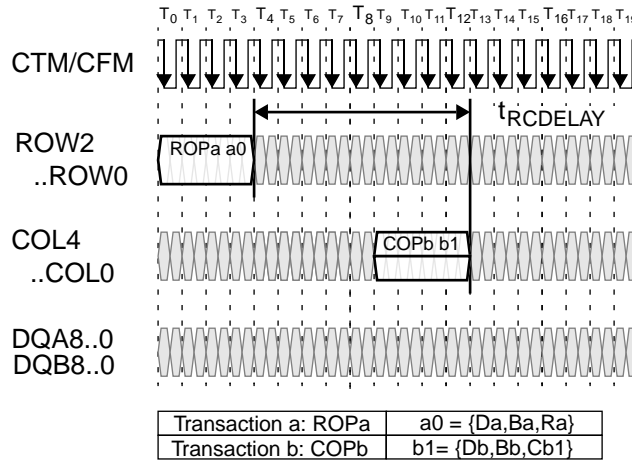 T0 T1 T2 T3 T4 T5 T6 T7 T8 T9 T10 T11 T12 T13 T14 T15 T16 T17 T18 T19
CTM/CFM
tRCDELAY
ROW2
..ROW0
ROPa a0
COL4
..COL0
COPb b1
DQA8..0
DQB8..0
Transaction a: ROPa a0 = {Da,Ba,Ra}
Transaction b: COPb b1= {Db,Bb,Cb1}